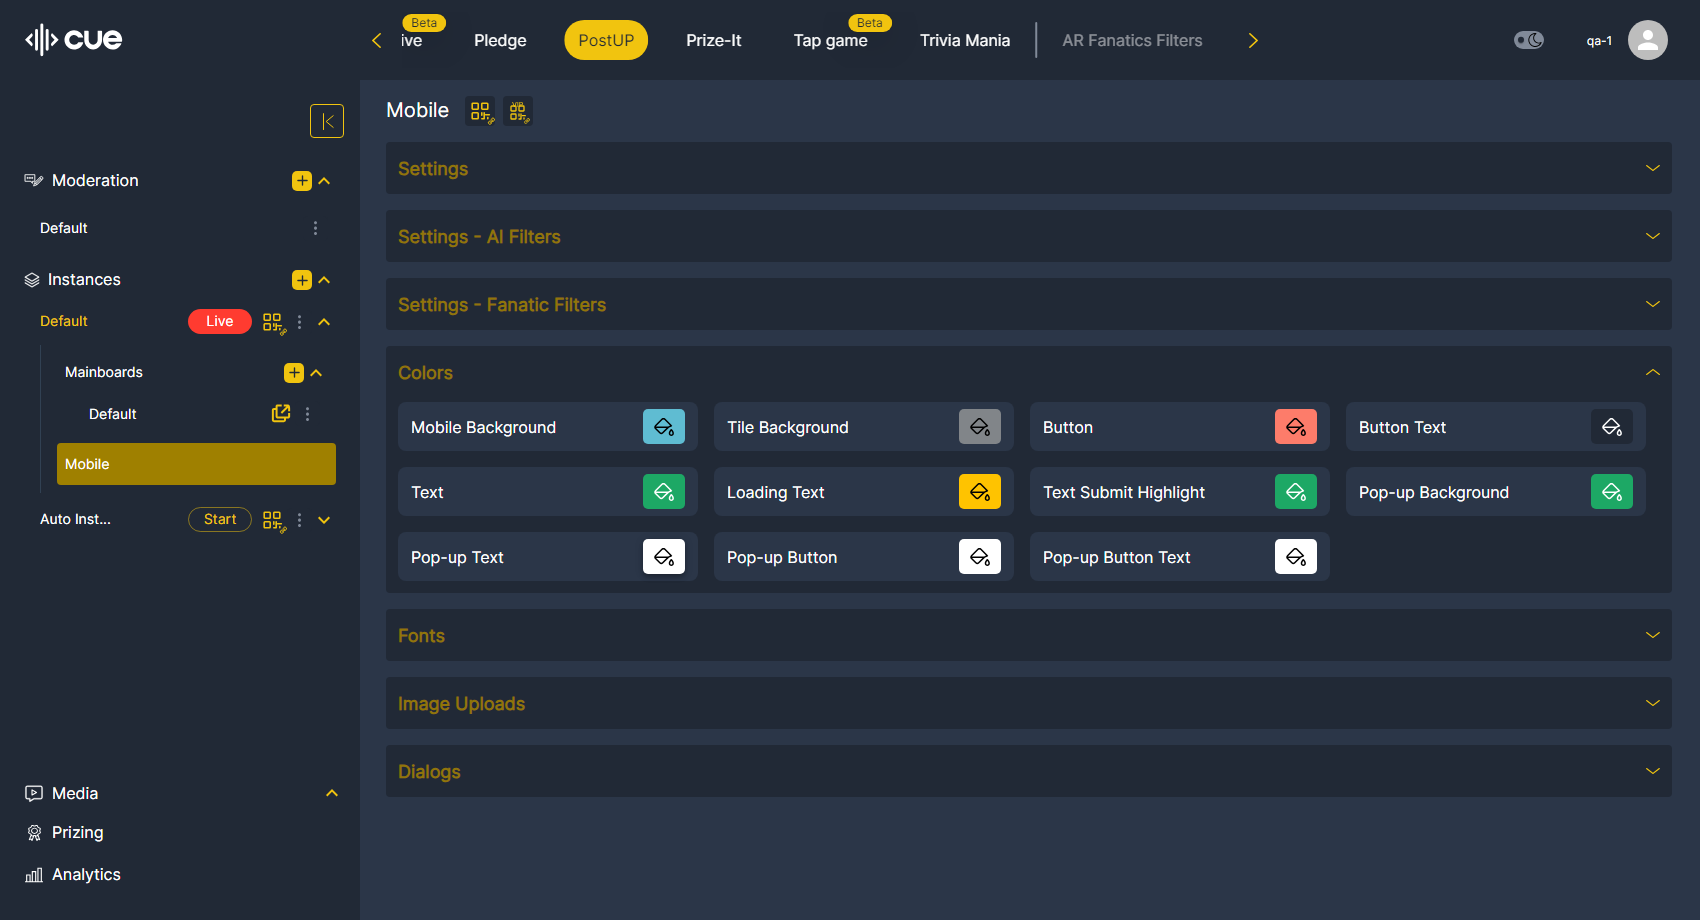 cue
Beta
ive
Pledge
PostUP
Prize-It
Beta
Tap game
Trivia Mania
AR Fanatics Filters
qa-1
Moderation
Default
Instances
Default
Live
Mainboards
Default
Mobile
Auto Inst...
Start
Media
Prizing
Analytics
Mobile
Settings
Settings - AI Filters
Settings - Fanatic Filters
Colors
Mobile Background
Tile Background
Button
Button Text
Text
Loading Text
Text Submit Highlight
Pop-up Background
Pop-up Text
Pop-up Button
Pop-up Button Text
Fonts
Image Uploads
Dialogs